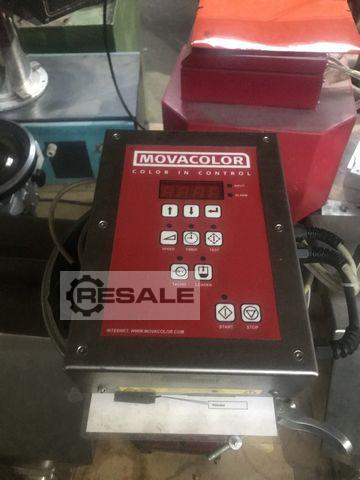 MOVACOLOR
COLOR IN CONTROL
INPUT
ALARM
SPEED TIMER TEST
TACHO LOADER
RESALE
START STOP
INTERNET: WWW.MOVACOLOR.COM